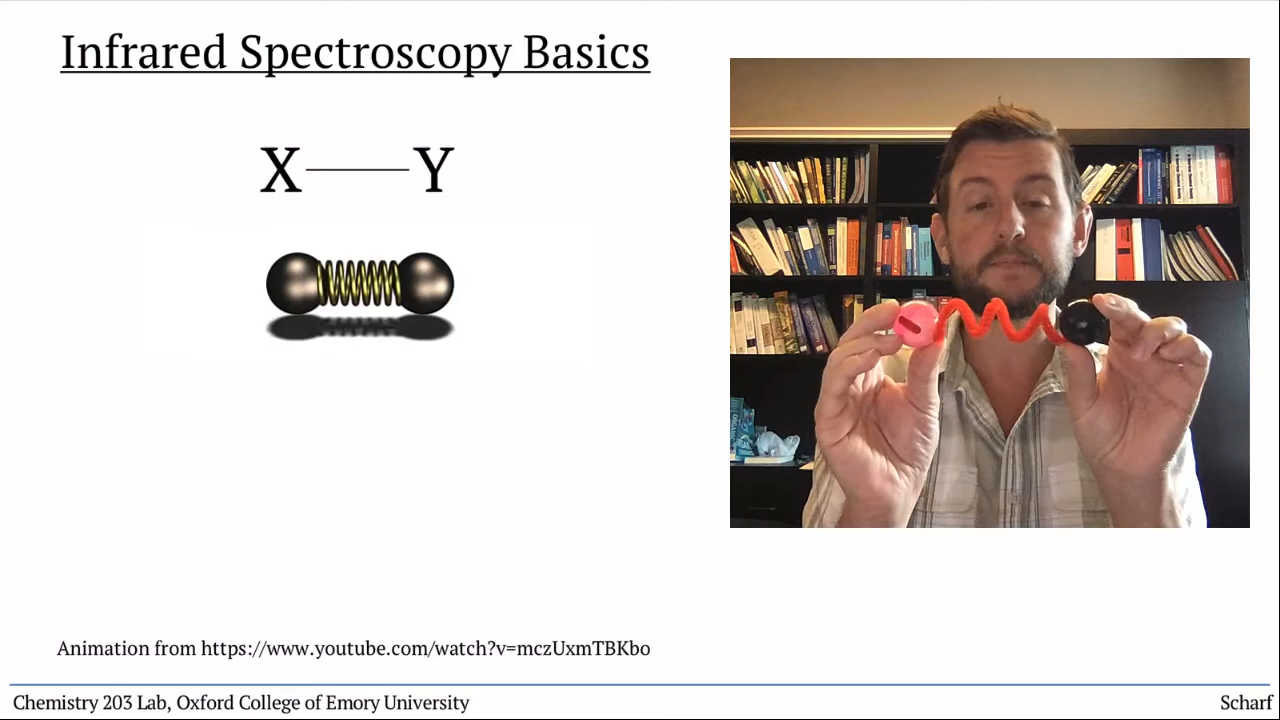 Infrared Spectroscopy Basics
X Y
Animation from https://www.youtube.com/watch?v=mczUxmTBKbo
Chemistry 203 Lab, Oxford College of Emory University
Scharf